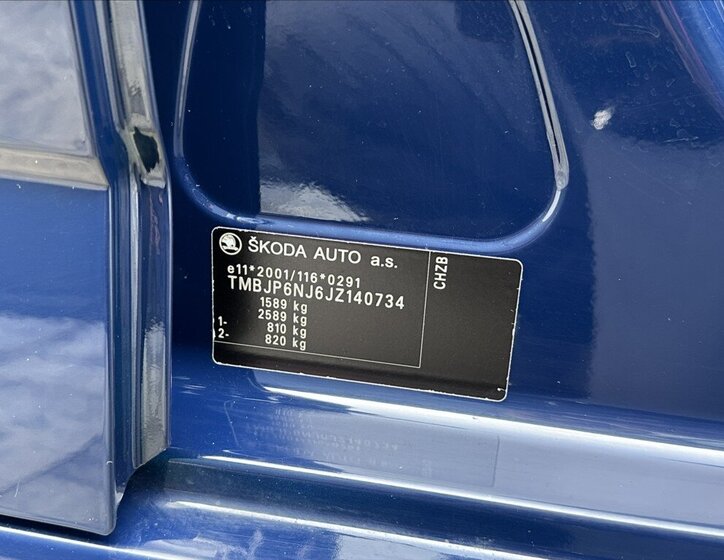 ŠKODA AUTO a.s.
e11*2001/116*0291
TMBJP6NJ6JZ140734
1589 kg
2589 kg
1- 810 kg
2- 820 kg
CHZB